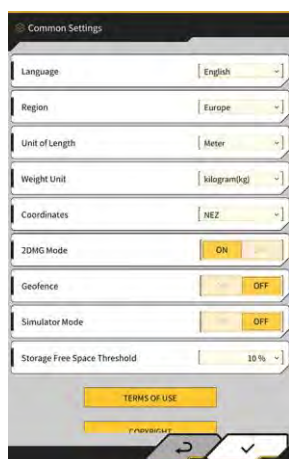 Common Settings
Language English
Region Europe
Unit of Length Meter
Weight Unit kilogram(kg)
Coordinates NEZ
2DMG Mode ON
Geofence OFF
Simulator Mode OFF
Storage Free Space Threshold 10 %
TERMS OF USE
COPYRIGHT